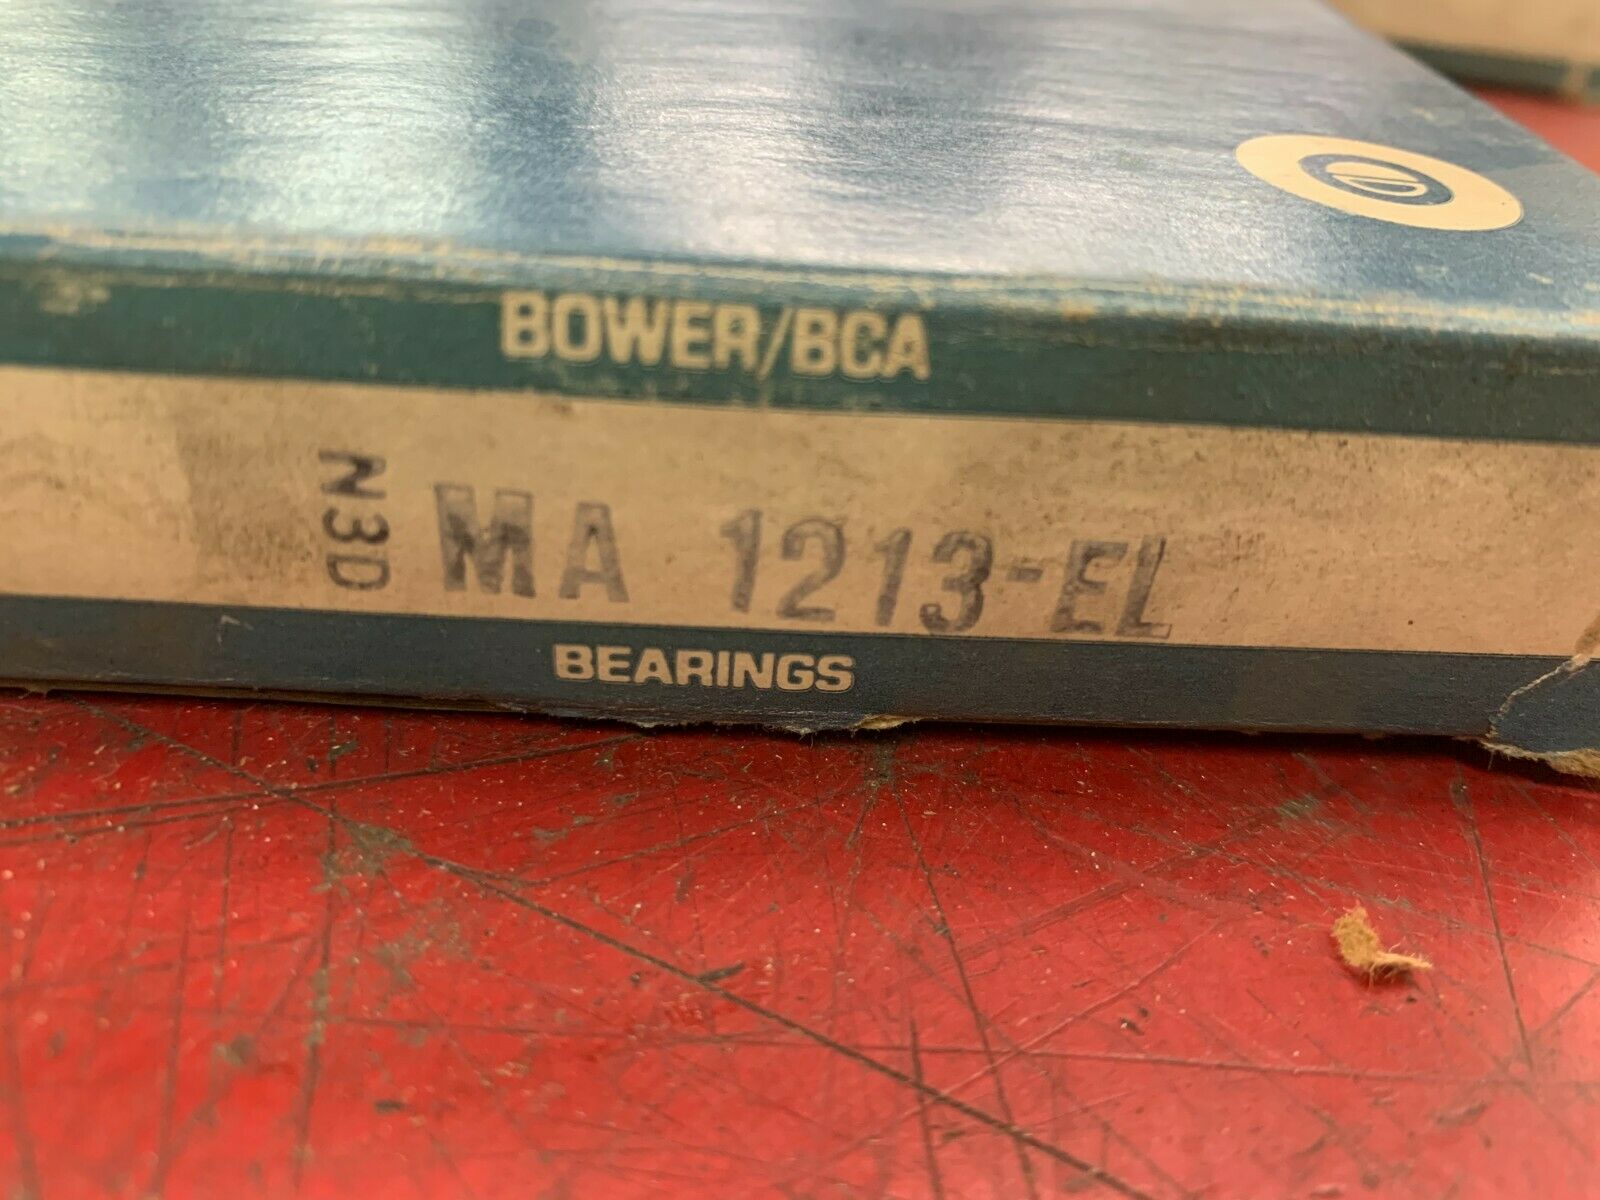 BOWER/BCA
N3D
MA 1213-EL
BEARINGS